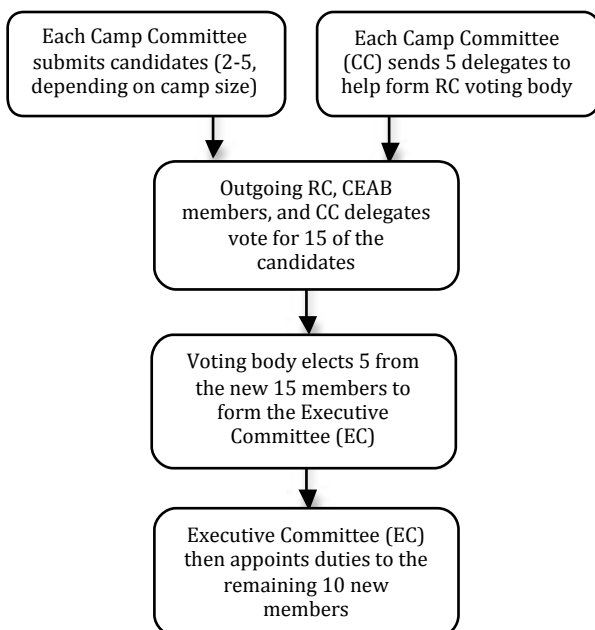 Each Camp Committee
submits candidates (2-5,
depending on camp size)
Each Camp Committee
(CC) sends 5 delegates to
help form RC voting body
Outgoing RC, CEAB
members, and CC delegates
vote for 15 of the
candidates
Voting body elects 5 from
the new 15 members to
form the Executive
Committee (EC)
Executive Committee (EC)
then appoints duties to the
remaining 10 new
members